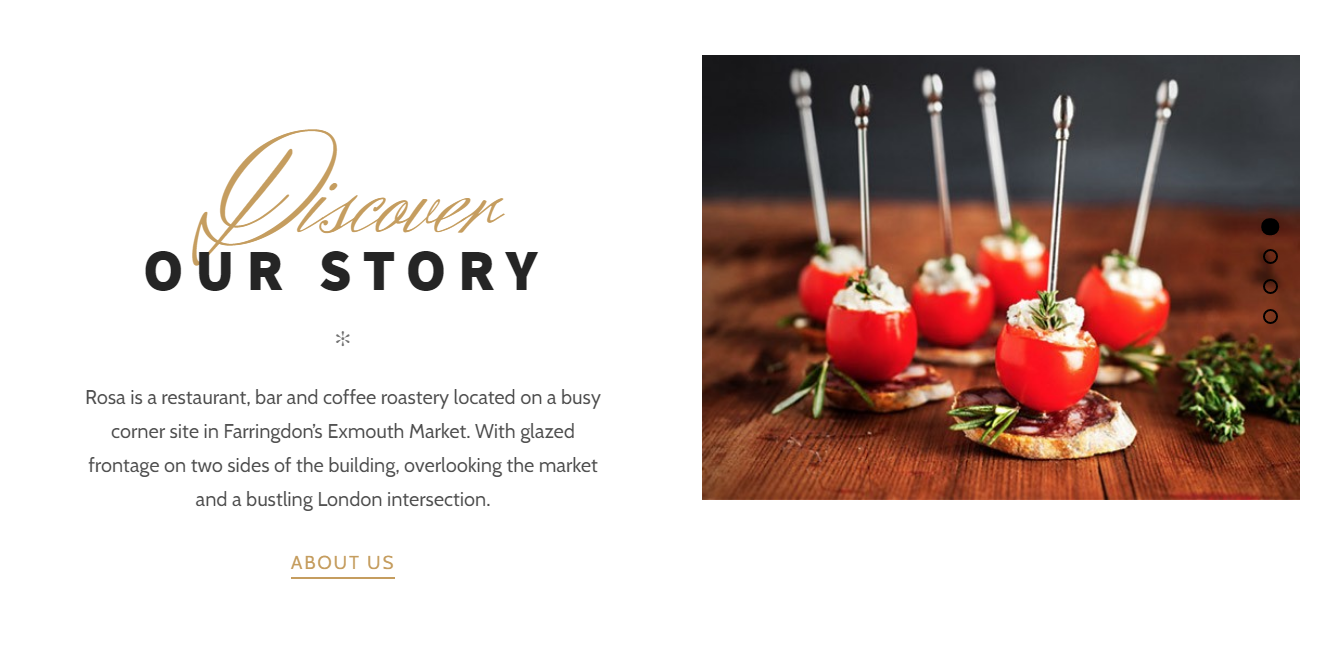 Discover
OUR STORY
Rosa is a restaurant, bar and coffee roastery located on a busy
corner site in Farringdon's Exmouth Market. With glazed
frontage on two sides of the building, overlooking the market
and a bustling London intersection.
ABOUT US